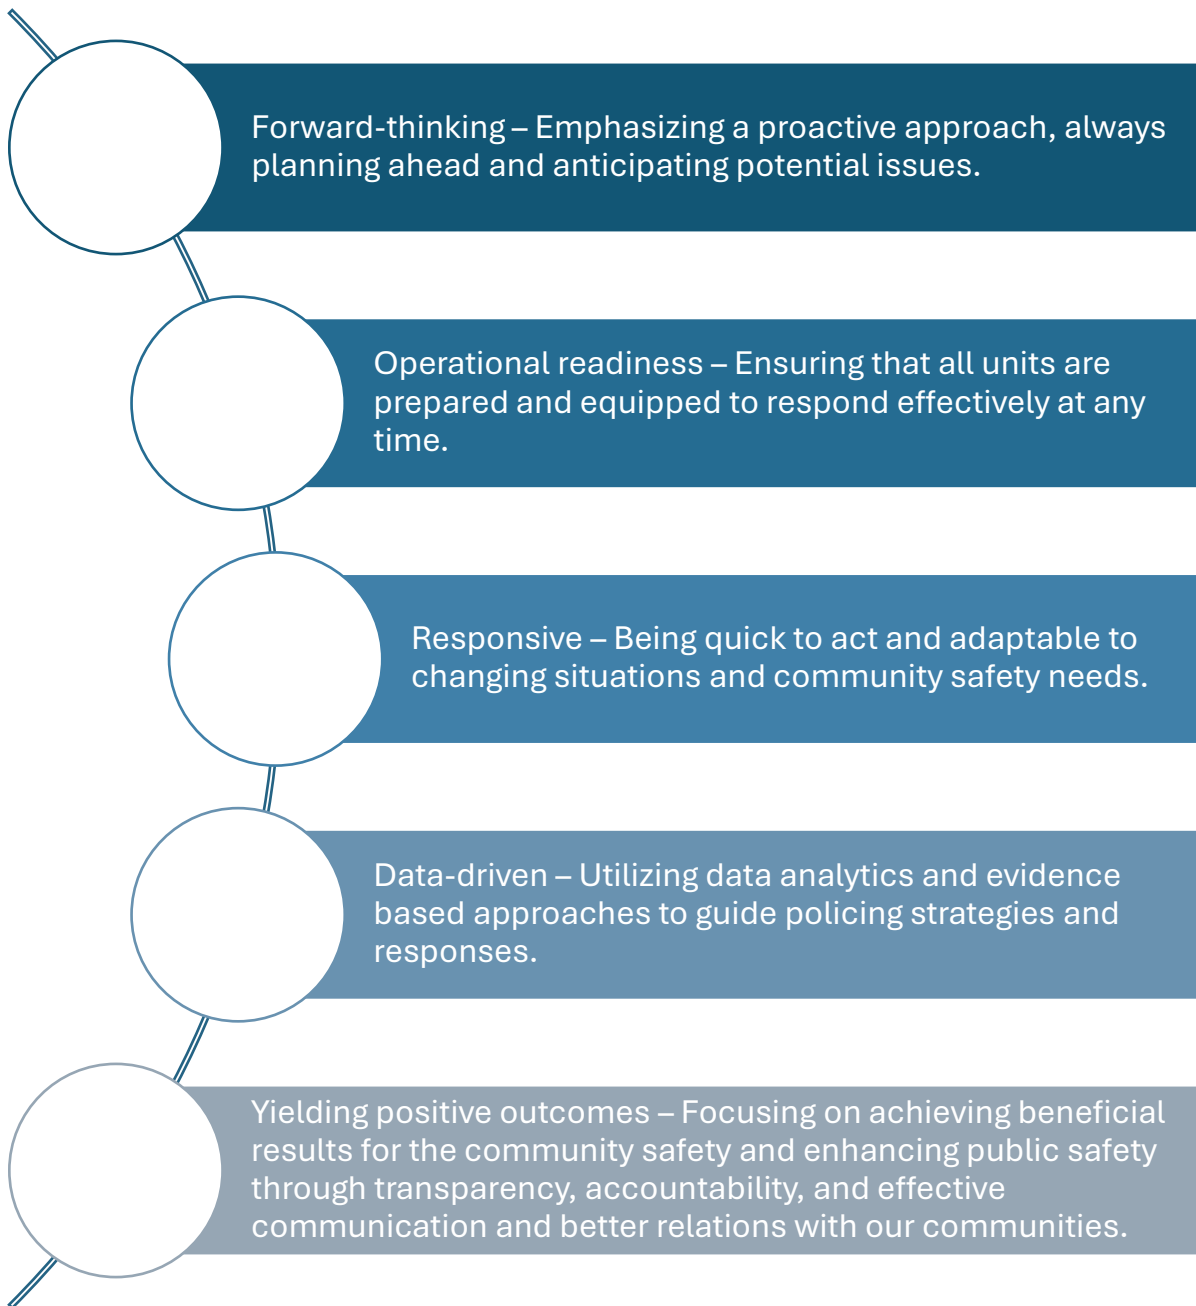 Forward-thinking – Emphasizing a proactive approach, always
planning ahead and anticipating potential issues.
Operational readiness – Ensuring that all units are
prepared and equipped to respond effectively at any
time.
Responsive – Being quick to act and adaptable to
changing situations and community safety needs.
Data-driven – Utilizing data analytics and evidence
based approaches to guide policing strategies and
responses.
Yielding positive outcomes – Focusing on achieving beneficial
results for the community safety and enhancing public safety
through transparency, accountability, and effective
communication and better relations with our communities.